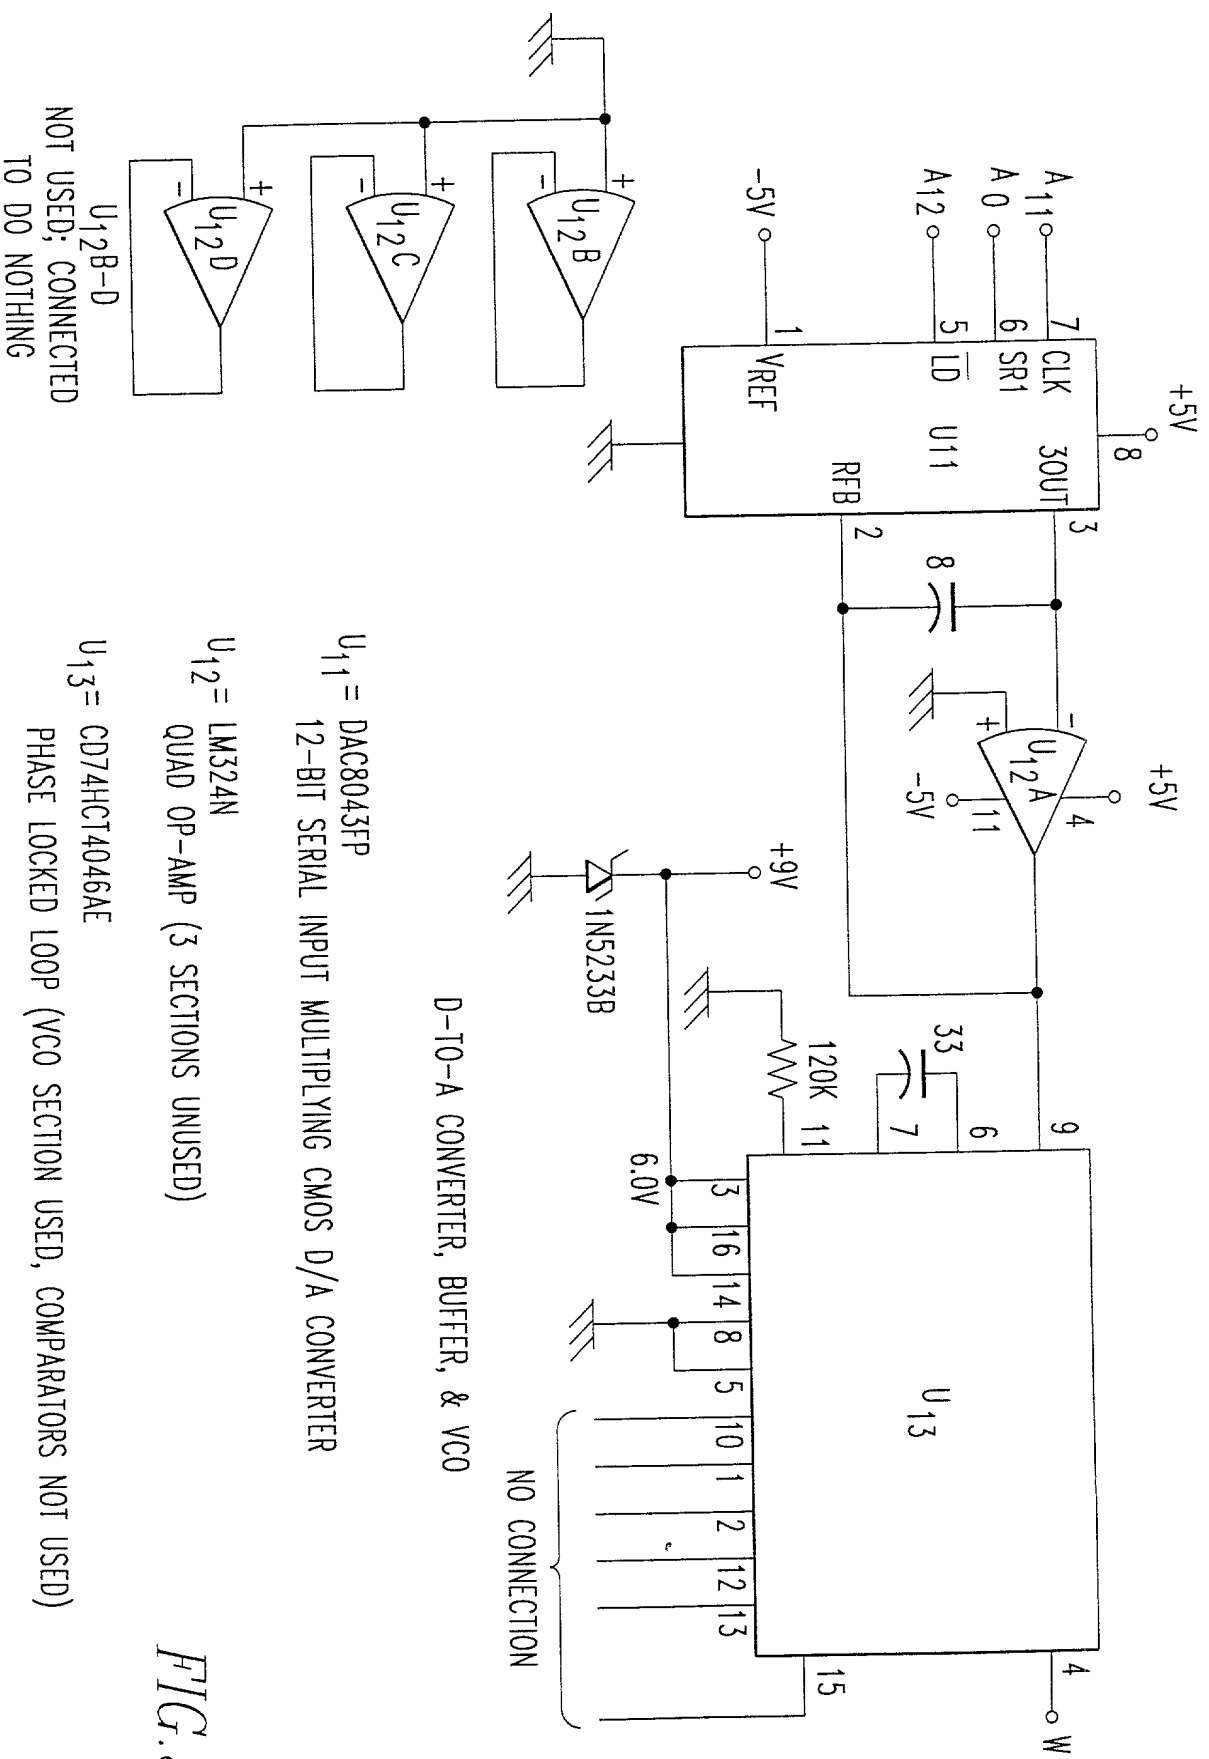 +5V
8
A11
A0
A12
-5V
7 CLK
6 SR1
5 LD
1 VREF
U11
3OUT 3
RFB 2
8
+5V
-
+
U12A
4
11
-5V
9
6
33
7
120K 11
+9V
1N5233B
6.0V
3
16
14
8
5
10
1
2
12
13
15
NO CONNECTION
U13
4
W
+
-
U12B
+
-
U12C
+
-
U12D
U12B-D
NOT USED; CONNECTED
TO DO NOTHING
D-TO-A CONVERTER, BUFFER, & VCO
U11= DAC8043FP
12-BIT SERIAL INPUT MULTIPLYING CMOS D/A CONVERTER
U12= LM324N
QUAD OP-AMP (3 SECTIONS UNUSED)
U13= CD74HCT4046AE
PHASE LOCKED LOOP (VCO SECTION USED, COMPARATORS NOT USED)
FIG.